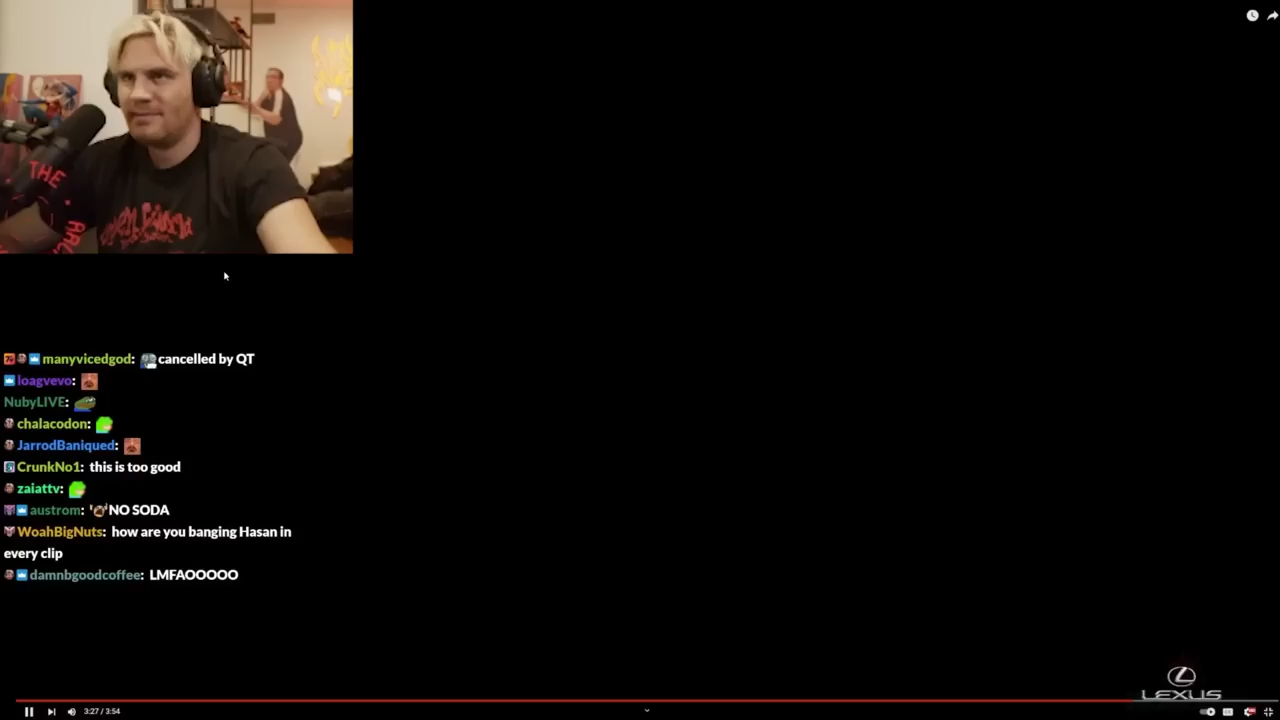 THE
manyvicedgod: cancelled by QT
loagvevo:
NubyLIVE:
chalacodon:
JarrodBaniqued:
CrunkNo1: this is too good
zaiattv:
austrom: NO SODA
WoahBigNuts: how are you banging Hasan in
every clip
damnbgoodcoffee: LMFAOOOOO
LEXUS
3:27 / 3:54